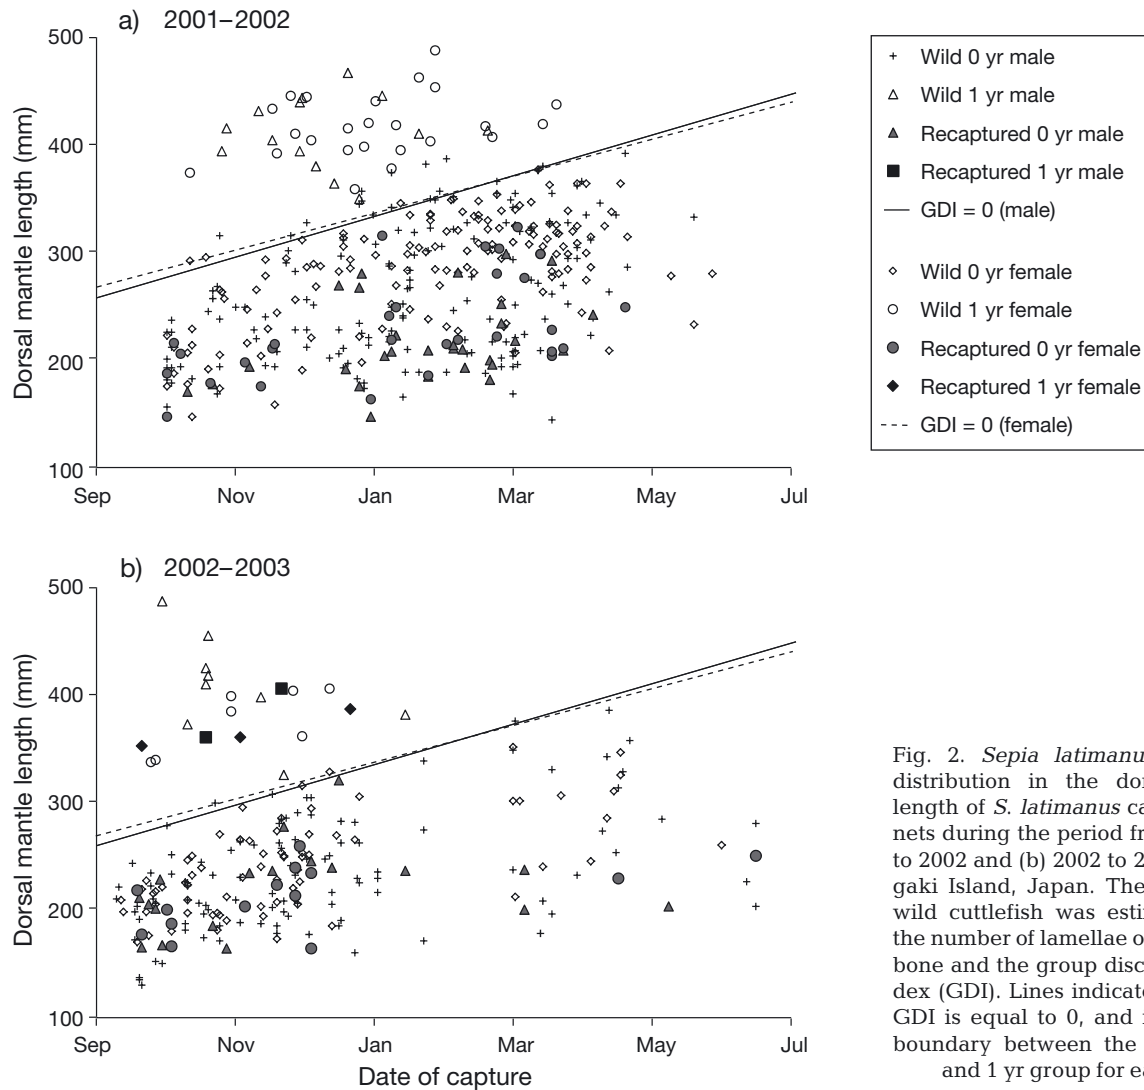 a) 2001–2002
500
400
300
200
100
Dorsal mantle length (mm)
Sep Nov Jan Mar May Jul
Wild 0 yr male
Wild 1 yr male
Recaptured 0 yr male
Recaptured 1 yr male
GDI = 0 (male)
Wild 0 yr female
Wild 1 yr female
Recaptured 0 yr female
Recaptured 1 yr female
GDI = 0 (female)
b) 2002–2003
500
400
300
200
100
Dorsal mantle length (mm)
Sep Nov Jan Mar May Jul
Date of capture
Fig. 2. Sepia latimanus
distribution in the dor
length of S. latimanus ca
nets during the period fr
to 2002 and (b) 2002 to 2
gaki Island, Japan. The
wild cuttlefish was esti
the number of lamellae o
bone and the group disc
dex (GDI). Lines indicate
GDI is equal to 0, and
boundary between the
and 1 yr group for ea